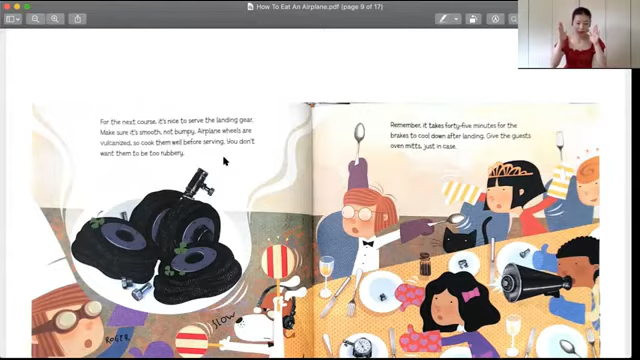 How To Eat An Airplane.pdf (page 9 of 17)
For the next course, it's nice to serve the landing gear.
Make sure it's smooth, not bumpy. Airplane wheels are
vulcanized, so cook them well before serving. You don't
want them to be too rubbery.
Remember, it takes forty-five minutes for the
brakes to cool down after landing. Give the guests
oven mitts, just in case.
SLOW
ROGER